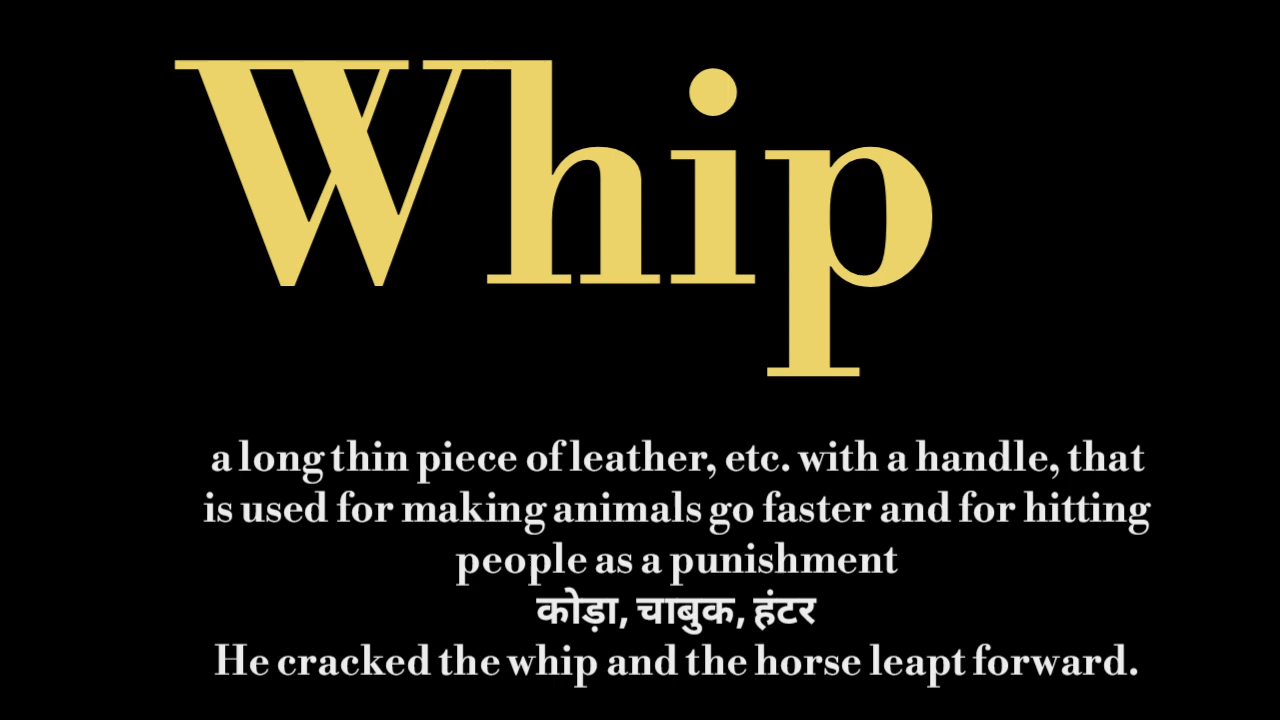 Whip
a long thin piece of leather, etc. with a handle, that
is used for making animals go faster and for hitting
people as a punishment
कोड़ा, चाबुक, हंटर
He cracked the whip and the horse leapt forward.